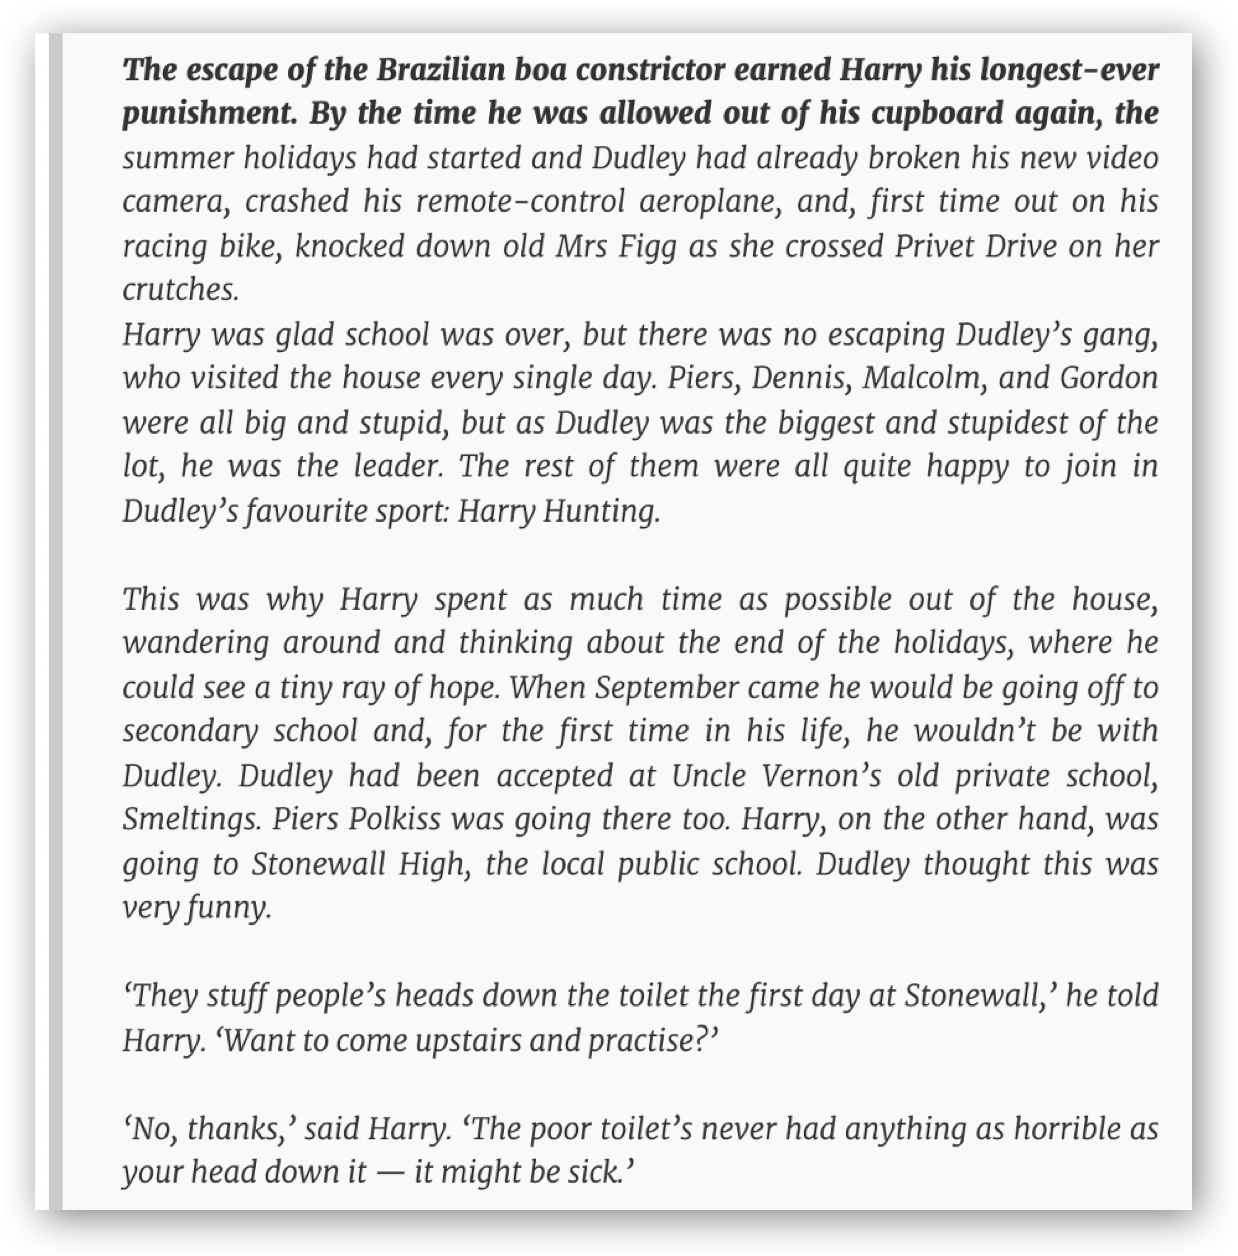 The escape of the Brazilian boa constrictor earned Harry his longest-ever
punishment. By the time he was allowed out of his cupboard again, the
summer holidays had started and Dudley had already broken his new video
camera, crashed his remote-control aeroplane, and, first time out on his
racing bike, knocked down old Mrs Figg as she crossed Privet Drive on her
crutches.
Harry was glad school was over, but there was no escaping Dudley’s gang,
who visited the house every single day. Piers, Dennis, Malcolm, and Gordon
were all big and stupid, but as Dudley was the biggest and stupidest of the
lot, he was the leader. The rest of them were all quite happy to join in
Dudley’s favourite sport: Harry Hunting.
This was why Harry spent as much time as possible out of the house,
wandering around and thinking about the end of the holidays, where he
could see a tiny ray of hope. When September came he would be going off to
secondary school and, for the first time in his life, he wouldn’t be with
Dudley. Dudley had been accepted at Uncle Vernon’s old private school,
Smeltings. Piers Polkiss was going there too. Harry, on the other hand, was
going to Stonewall High, the local public school. Dudley thought this was
very funny.
‘They stuff people’s heads down the toilet the first day at Stonewall,’ he told
Harry. ‘Want to come upstairs and practise?’
‘No, thanks,’ said Harry. ‘The poor toilet’s never had anything as horrible as
your head down it — it might be sick.’